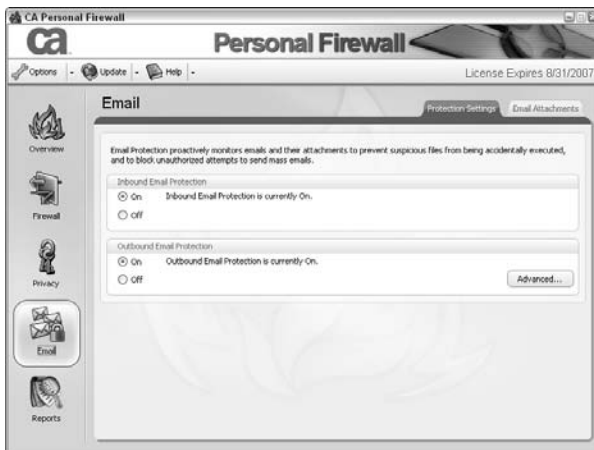 CA Personal Firewall
ca
Personal Firewall
Options
Update
Help
License Expires 8/31/2007
Overview
Firewall
Privacy
Email
Reports
Email
Protection Settings
Email Attachments
Email Protection proactively monitors emails and their attachments to prevent suspicious files from being accidentally executed,
and to block unauthorized attempts to send mass emails.
Inbound Email Protection
On Inbound Email Protection is currently On.
Off
Outbound Email Protection
On Outbound Email Protection is currently On.
Off
Advanced...